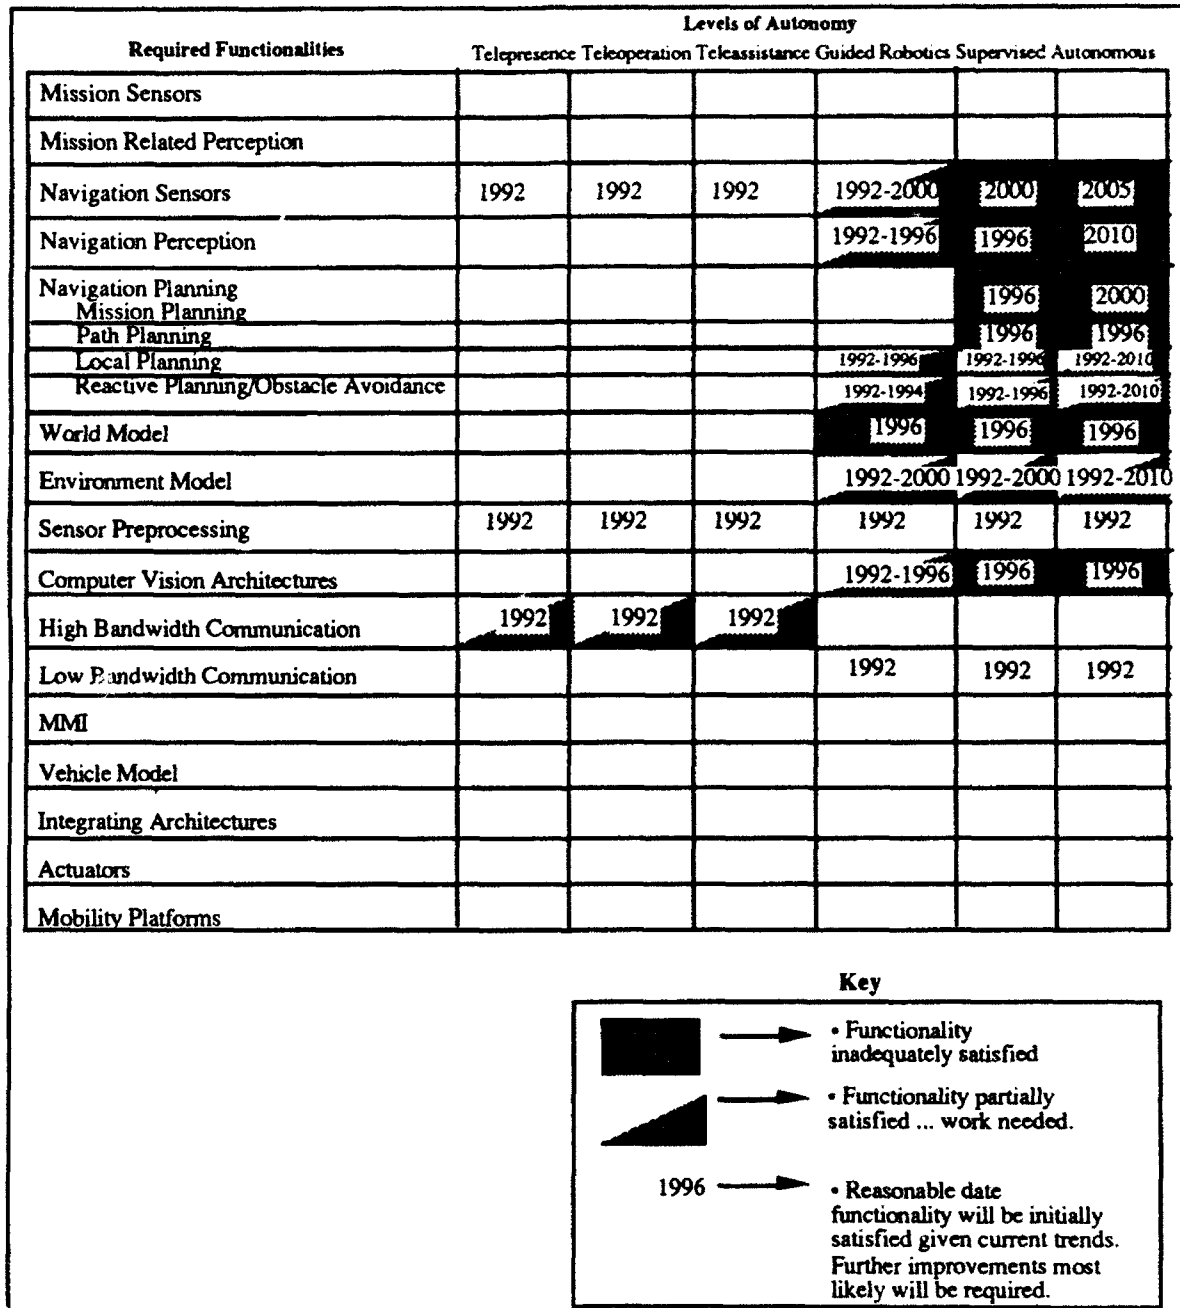 Levels of Autonomy
Required Functionalities Telepresence Teleoperation Teleassistance Guided Robotics Supervised Autonomous
Mission Sensors
Mission Related Perception
Navigation Sensors 1992 1992 1992 1992-2000 2000 2005
Navigation Perception 1992-1996 1996 2010
Navigation Planning
Mission Planning 1996 2000
Path Planning 1996 1996
Local Planning 1992-1996 1992-1996 1992-2010
Reactive Planning/Obstacle Avoidance 1992-1994 1992-1996 1992-2010
World Model 1996 1996 1996
Environment Model 1992-2000 1992-2000 1992-2010
Sensor Preprocessing 1992 1992 1992 1992 1992 1992
Computer Vision Architectures 1992-1996 1996 1996
High Bandwidth Communication 1992 1992 1992
Low Bandwidth Communication 1992 1992 1992
MMI
Vehicle Model
Integrating Architectures
Actuators
Mobility Platforms
Key
• Functionality
inadequately satisfied
• Functionality partially
satisfied ... work needed.
1996 • Reasonable date
functionality will be initially
satisfied given current trends.
Further improvements most
likely will be required.